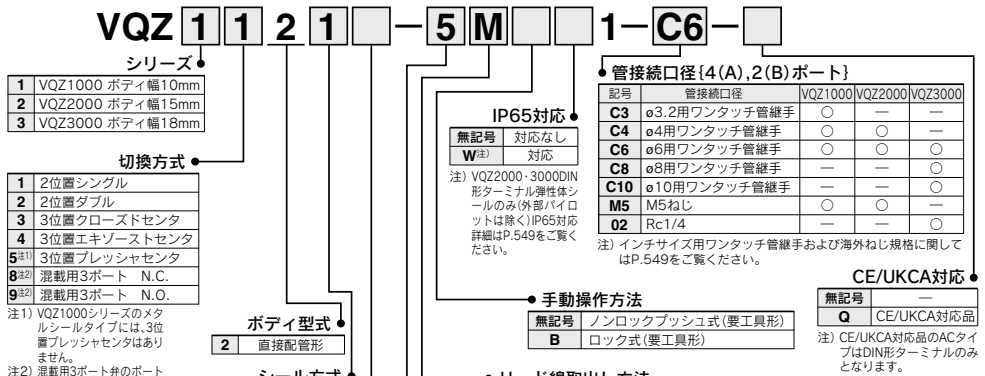 VQZ 1 1 2 1 — 5 M 1 — C6 —
シリーズ
1 VQZ1000 ボディ幅10mm
2 VQZ2000 ボディ幅15mm
3 VQZ3000 ボディ幅18mm
切換方式
1 2位置シングル
2 2位置ダブル
3 3位置クローズドセンタ
4 3位置エキゾーストセンタ
5注1) 3位置プレッシャセンタ
8注2) 混載用3ポート N.C.
9注2) 混載用3ポート N.O.
注1) VQZ1000シリーズのメタ
ルシールタイプには、3位
置プレッシャセンタはあり
ません。
注2) 混載用3ポート弁のポート
ボディ型式
2 直接配管形
シール方式
IP65対応
無記号 対応なし
W注) 対応
注) VQZ2000・3000DIN
形ターミナル弾性体シ
ールのみ(外部パイロ
ットは除く)IP65対応
詳細はP.549をご覧く
ださい。
手動操作方法
無記号 ノンロックプッシュ式(要工具形)
B ロック式(要工具形)
リード線取出し方法
管接続口径{4(A),2(B)ポート}
記号 管接続口径 VQZ1000 VQZ2000 VQZ3000
C3 ø3.2用ワンタッチ管継手 ○ — —
C4 ø4用ワンタッチ管継手 ○ ○ —
C6 ø6用ワンタッチ管継手 ○ ○ ○
C8 ø8用ワンタッチ管継手 — — ○
C10 ø10用ワンタッチ管継手 — — ○
M5 M5ねじ ○ ○ —
02 Rc1/4 — — ○
注) インチサイズ用ワンタッチ管継手および海外ねじ規格に関して
はP.549をご覧ください。
CE/UKCA対応
無記号 —
Q CE/UKCA対応品
注) CE/UKCA対応品のACタイ
プはDIN形ターミナルのみ
となります。